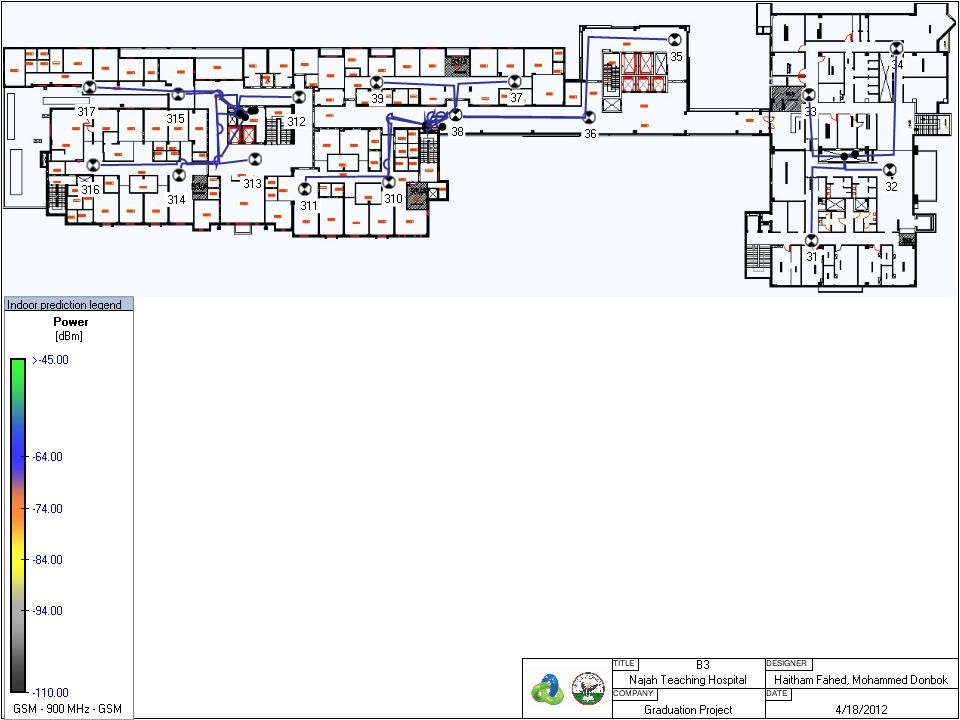 35
34
39
37
33
317
315
312
38
36
316
314
313
311
310
32
31
Indoor prediction legend
Power
[dBm]
>-45.00
-64.00
-74.00
-84.00
-94.00
-110.00
GSM - 900 MHz - GSM
TITLE B3
Najah Teaching Hospital
DESIGNER
Haitham Fahed, Mohammed Donbok
COMPANY
Graduation Project
DATE
4/18/2012